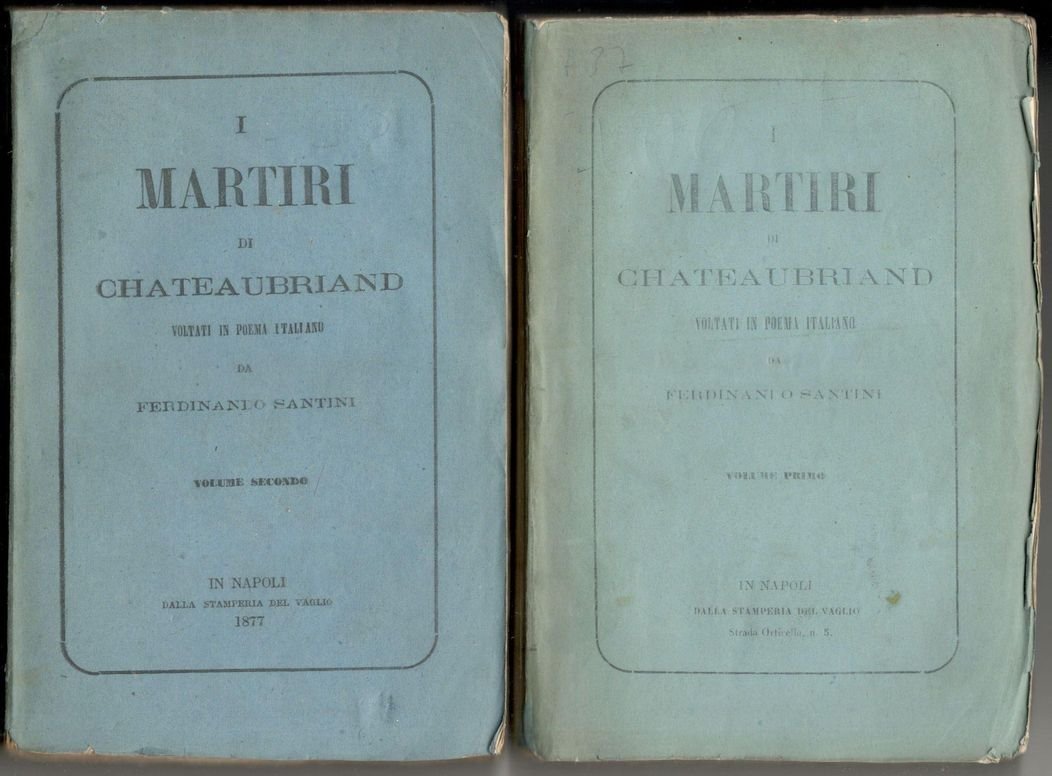 I
MARTIRI
DI
CHATEAUBRIAND
VOLTATI IN POEMA ITALIANO
DA
FERDINANDO SANTINI
VOLUME SECONDO
IN NAPOLI
DALLA STAMPERIA DEL VAGLIO
1877
I
MARTIRI
DI
CHATEAUBRIAND
VOLTATI IN POEMA ITALIANO
DA
FERDINANDO SANTINI
VOLUME PRIMO
IN NAPOLI
DALLA STAMPERIA DEL VAGLIO
Strada Orticello, n. 5.